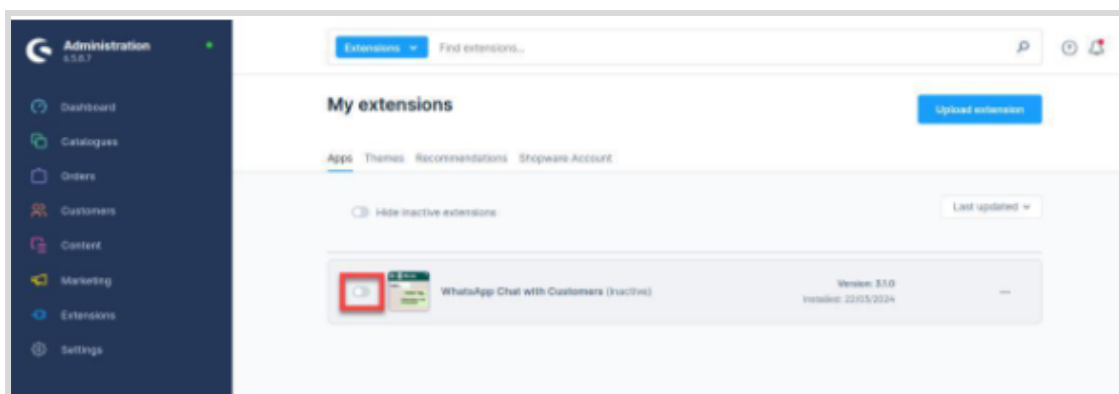 Administration
6.5.8.7
Extensions
Find extensions...
Dashboard
Catalogues
Orders
Customers
Content
Marketing
Extensions
Settings
My extensions
Upload extension
Apps Themes Recommendations Shopware Account
Hide inactive extensions
Last updated
WhatsApp Chat with Customers (Inactive)
Version: 3.1.0
Installed: 22/03/2024